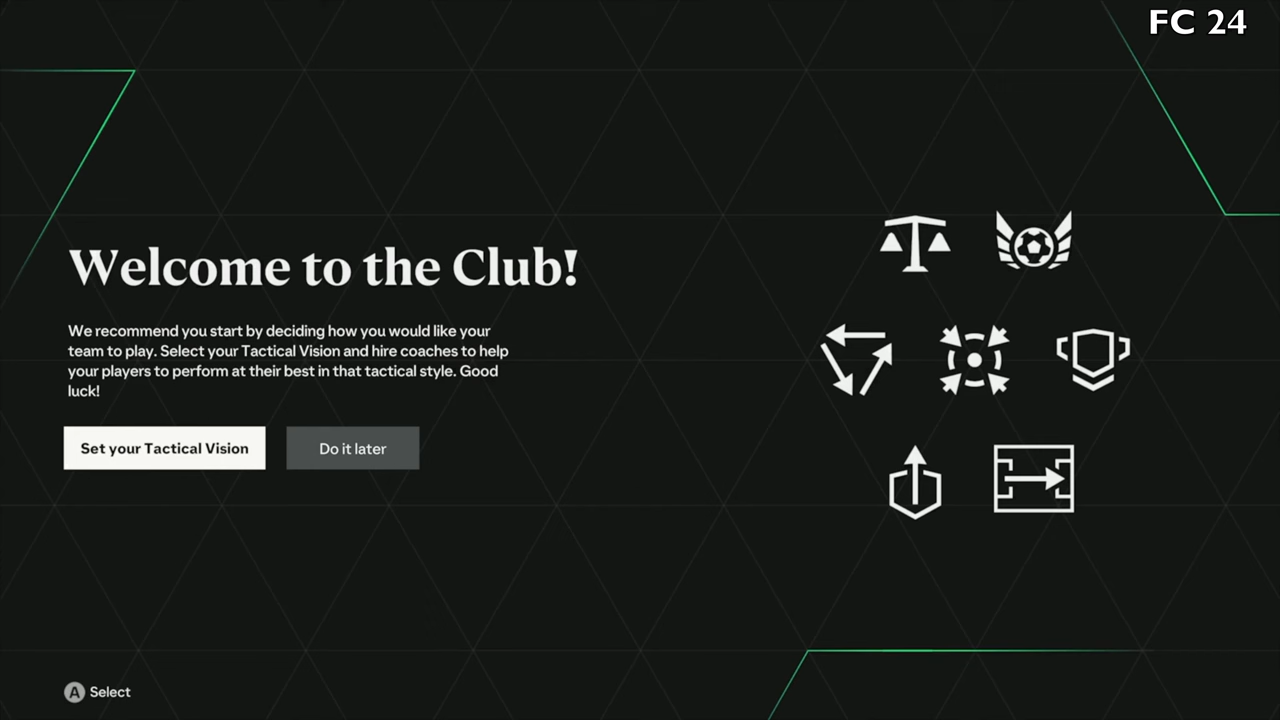 FC 24
Welcome to the Club!
We recommend you start by deciding how you would like your
team to play. Select your Tactical Vision and hire coaches to help
your players to perform at their best in that tactical style. Good
luck!
Set your Tactical Vision
Do it later
A Select